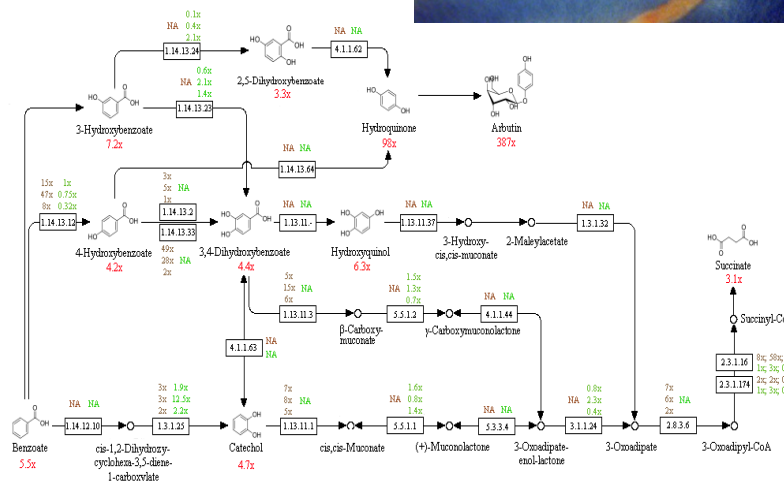 0.1x
NA 0.4x
2.1x
1.14.13.24
2,5-Dihydroxybenzoate
3.3x
NA NA
4.1.1.62
0.6x
NA 2.1x
1.4x
1.14.13.23
3-Hydroxybenzoate
7.2x
Hydroquinone
98x
Arbutin
387x
NA NA
1.14.13.64
15x 1x
47x 0.75x
8x 0.32x
1.14.13.12
4-Hydroxybenzoate
4.2x
3x
5x NA
1x
1.14.13.2
1.14.13.33
49x
28x NA
2x
3,4-Dihydroxybenzoate
4.4x
NA NA
1.13.11.-
Hydroxyquinol
6.3x
NA NA
1.13.11.37
3-Hydroxy-
cis,cis-muconate
2-Maleylacetate
NA NA
1.3.1.32
Succinate
3.1x
5x
15x NA
6x
1.13.11.3
β-Carboxy-
muconate
1.5x
NA 1.3x
0.7x
5.5.1.2
γ-Carboxymuconolactone
NA NA
4.1.1.44
Succinyl-C
4.1.1.63
NA
NA
2.3.1.16
8x; 58x,
1x; 3x;
2.3.1.174
2x; 2x;
1x; 3x;
Benzoate
5.5x
NA NA
1.14.12.10
cis-1,2-Dihydroxy-
cyclohexa-3,5-diene-
1-carboxylate
3x 1.9x
3x 12.5x
2x 2.2x
1.3.1.25
Catechol
4.7x
7x
8x NA
5x
1.13.11.1
cis,cis-Muconate
1.6x
NA 0.8x
1.4x
5.5.1.1
(+)-Muconolactone
NA NA
5.3.3.4
3-Oxoadipate-
enol-lactone
0.8x
NA 2.3x
0.4x
3.1.1.24
3-Oxoadipate
7x
6x NA
2x
2.8.3.6
3-Oxoadipyl-CoA